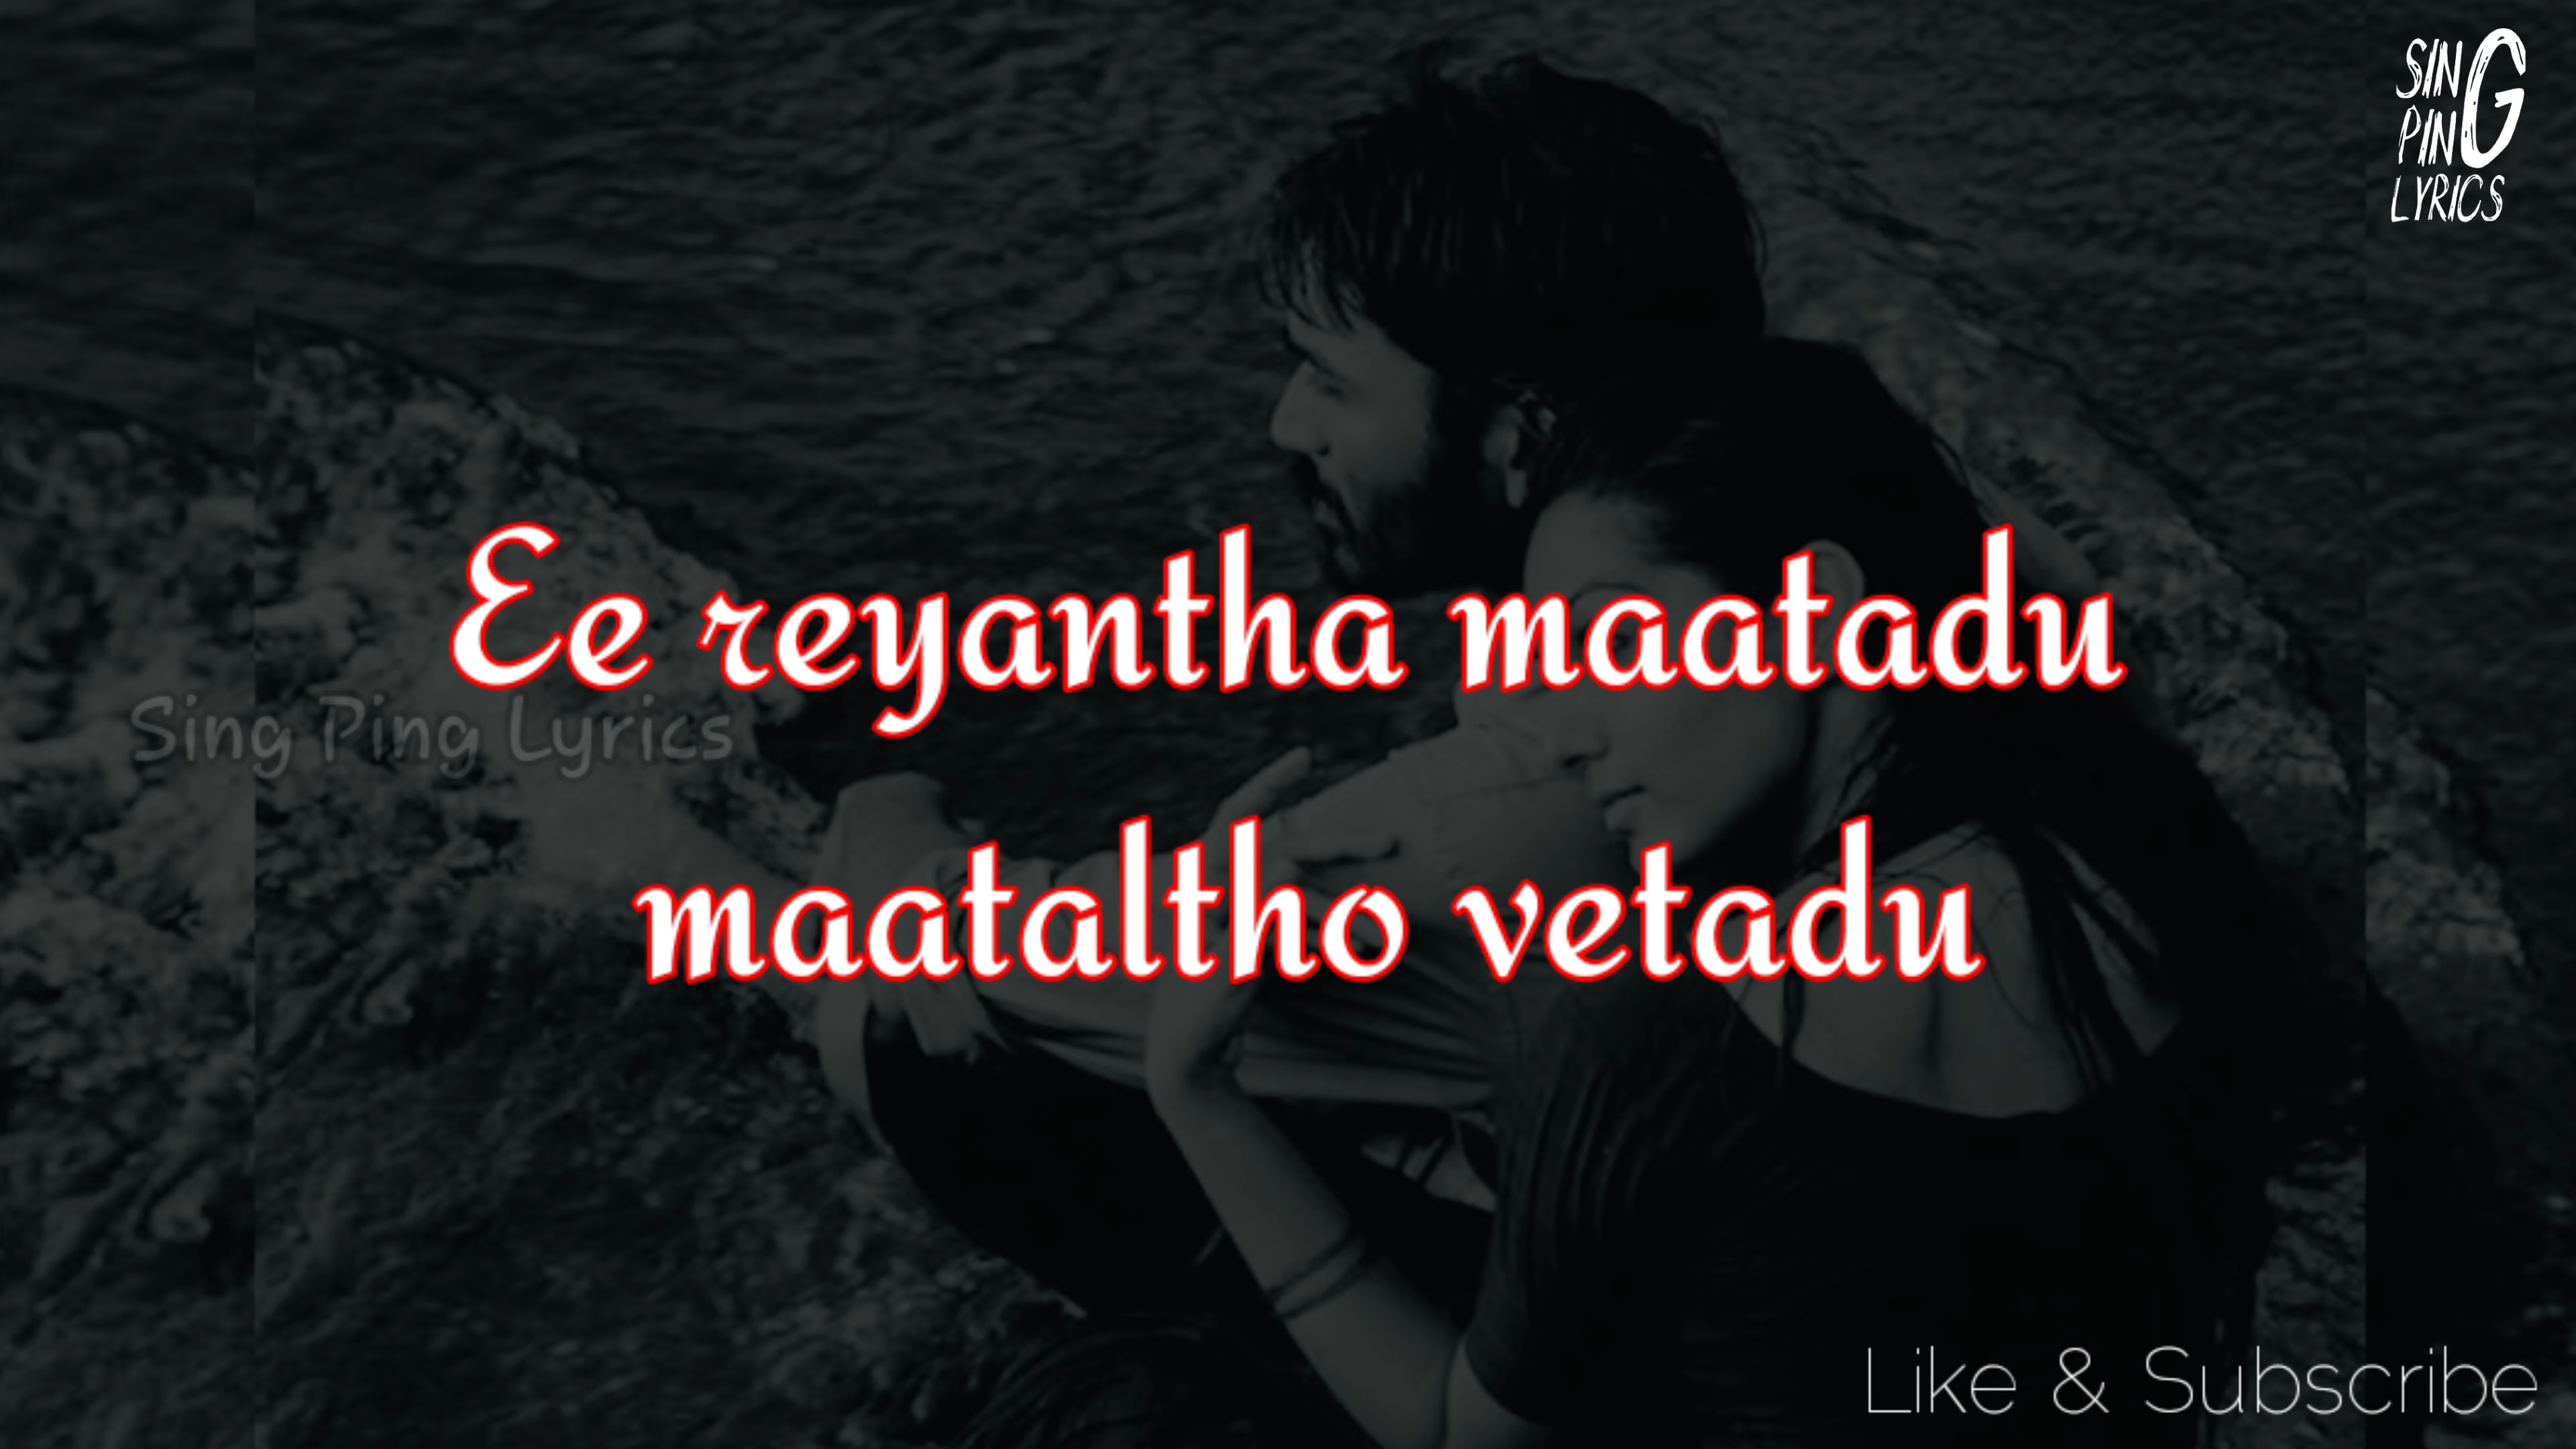 SING
PING
LYRICS
Ee reyantha maatadu
Sing Ping Lyrics
maataltho vetadu
Like & Subscribe